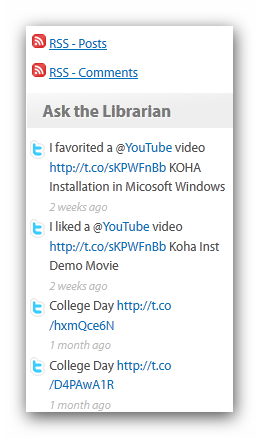 RSS - Posts
RSS - Comments
Ask the Librarian
I favorited a @YouTube video
http://t.co/sKPWFnBb KOHA
Installation in Micosoft Windows
2 weeks ago
I liked a @YouTube video
http://t.co/sKPWFnBb Koha Inst
Demo Movie
2 weeks ago
College Day http://t.co
/hxmQce6N
1 month ago
College Day http://t.co
/D4PAwA1R
1 month ago